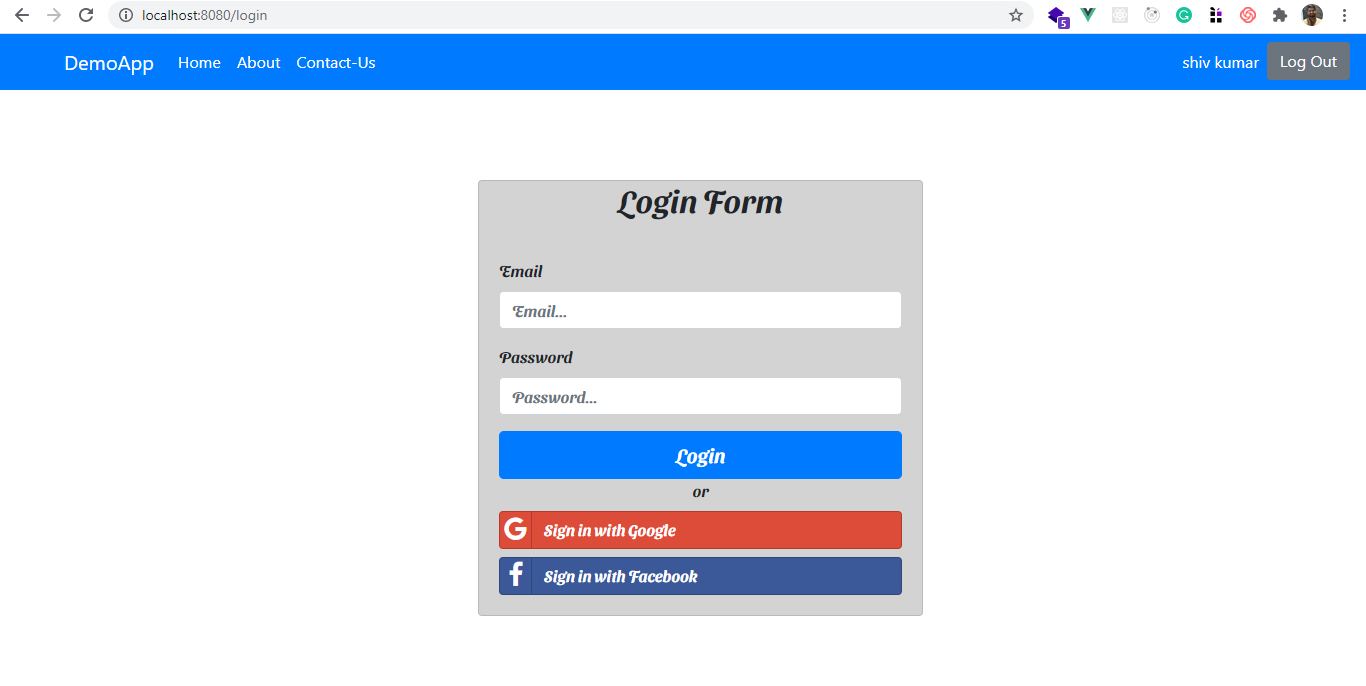 localhost:8080/login
5
DemoApp Home About Contact-Us shiv kumar Log Out
Login Form
Email
Email...
Password
Password...
Login
or
G Sign in with Google
f Sign in with Facebook